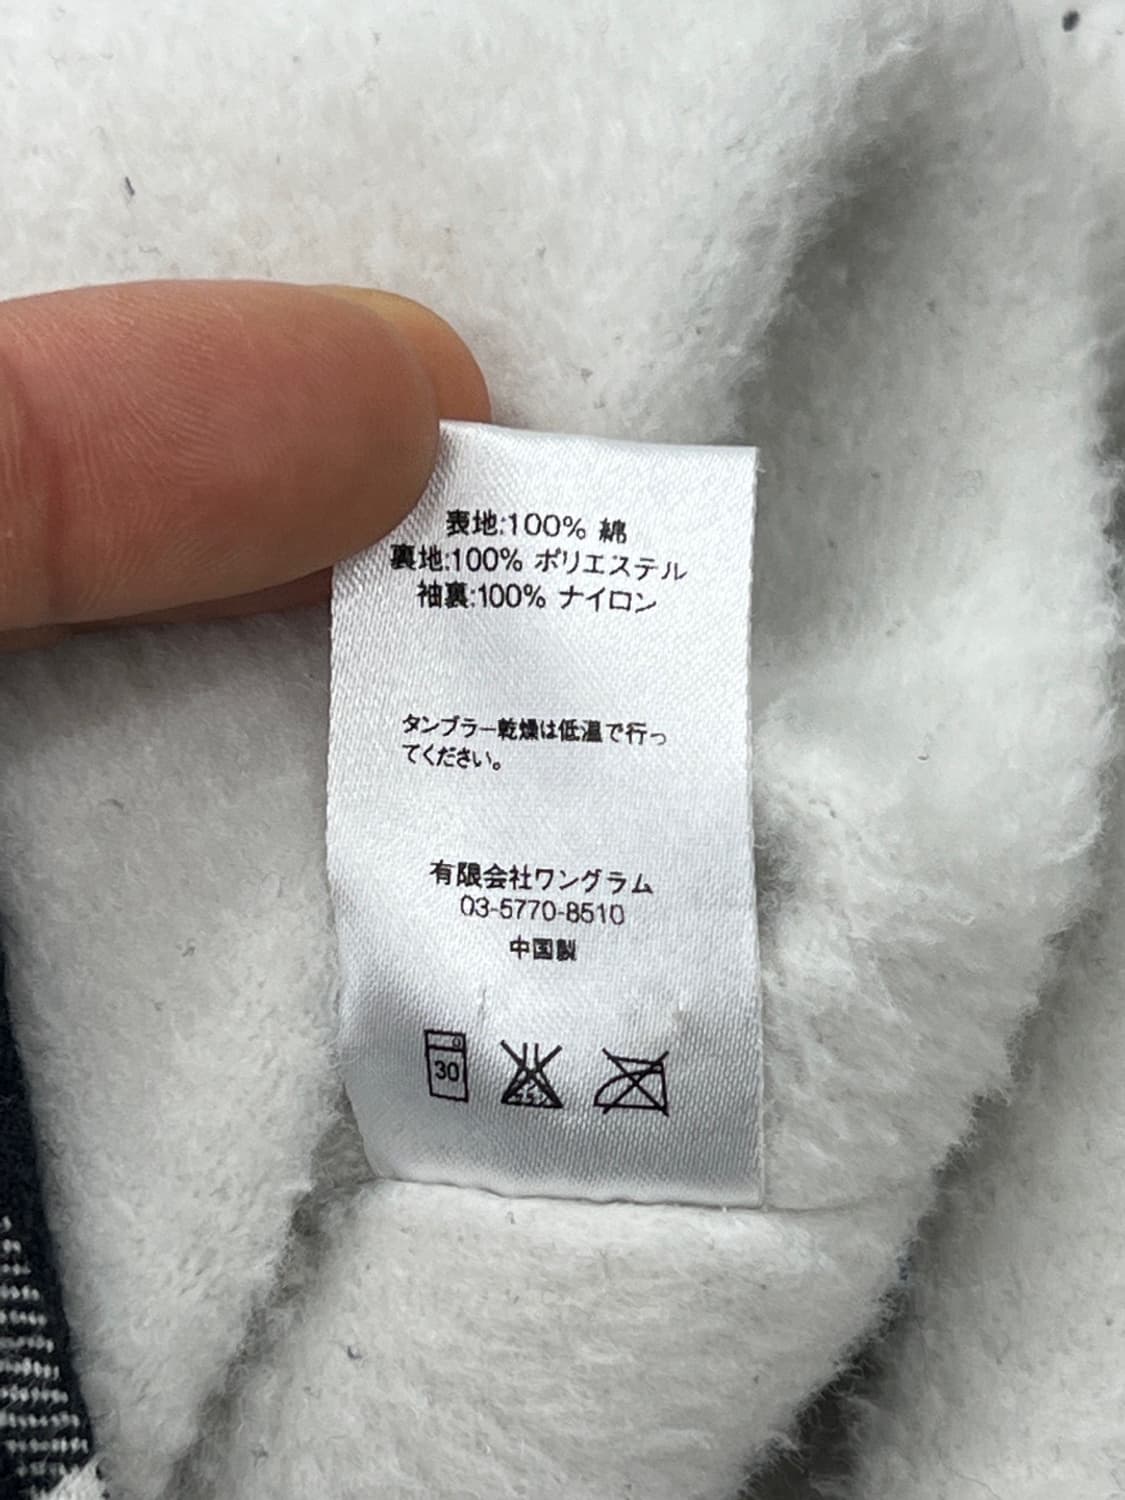 表地:100% 綿
裏地:100% ポリエステル
袖裏:100% ナイロン
タンブラー乾燥は低温で行っ
てください。
有限会社ワングラム
03-5770-8510
中国製
30